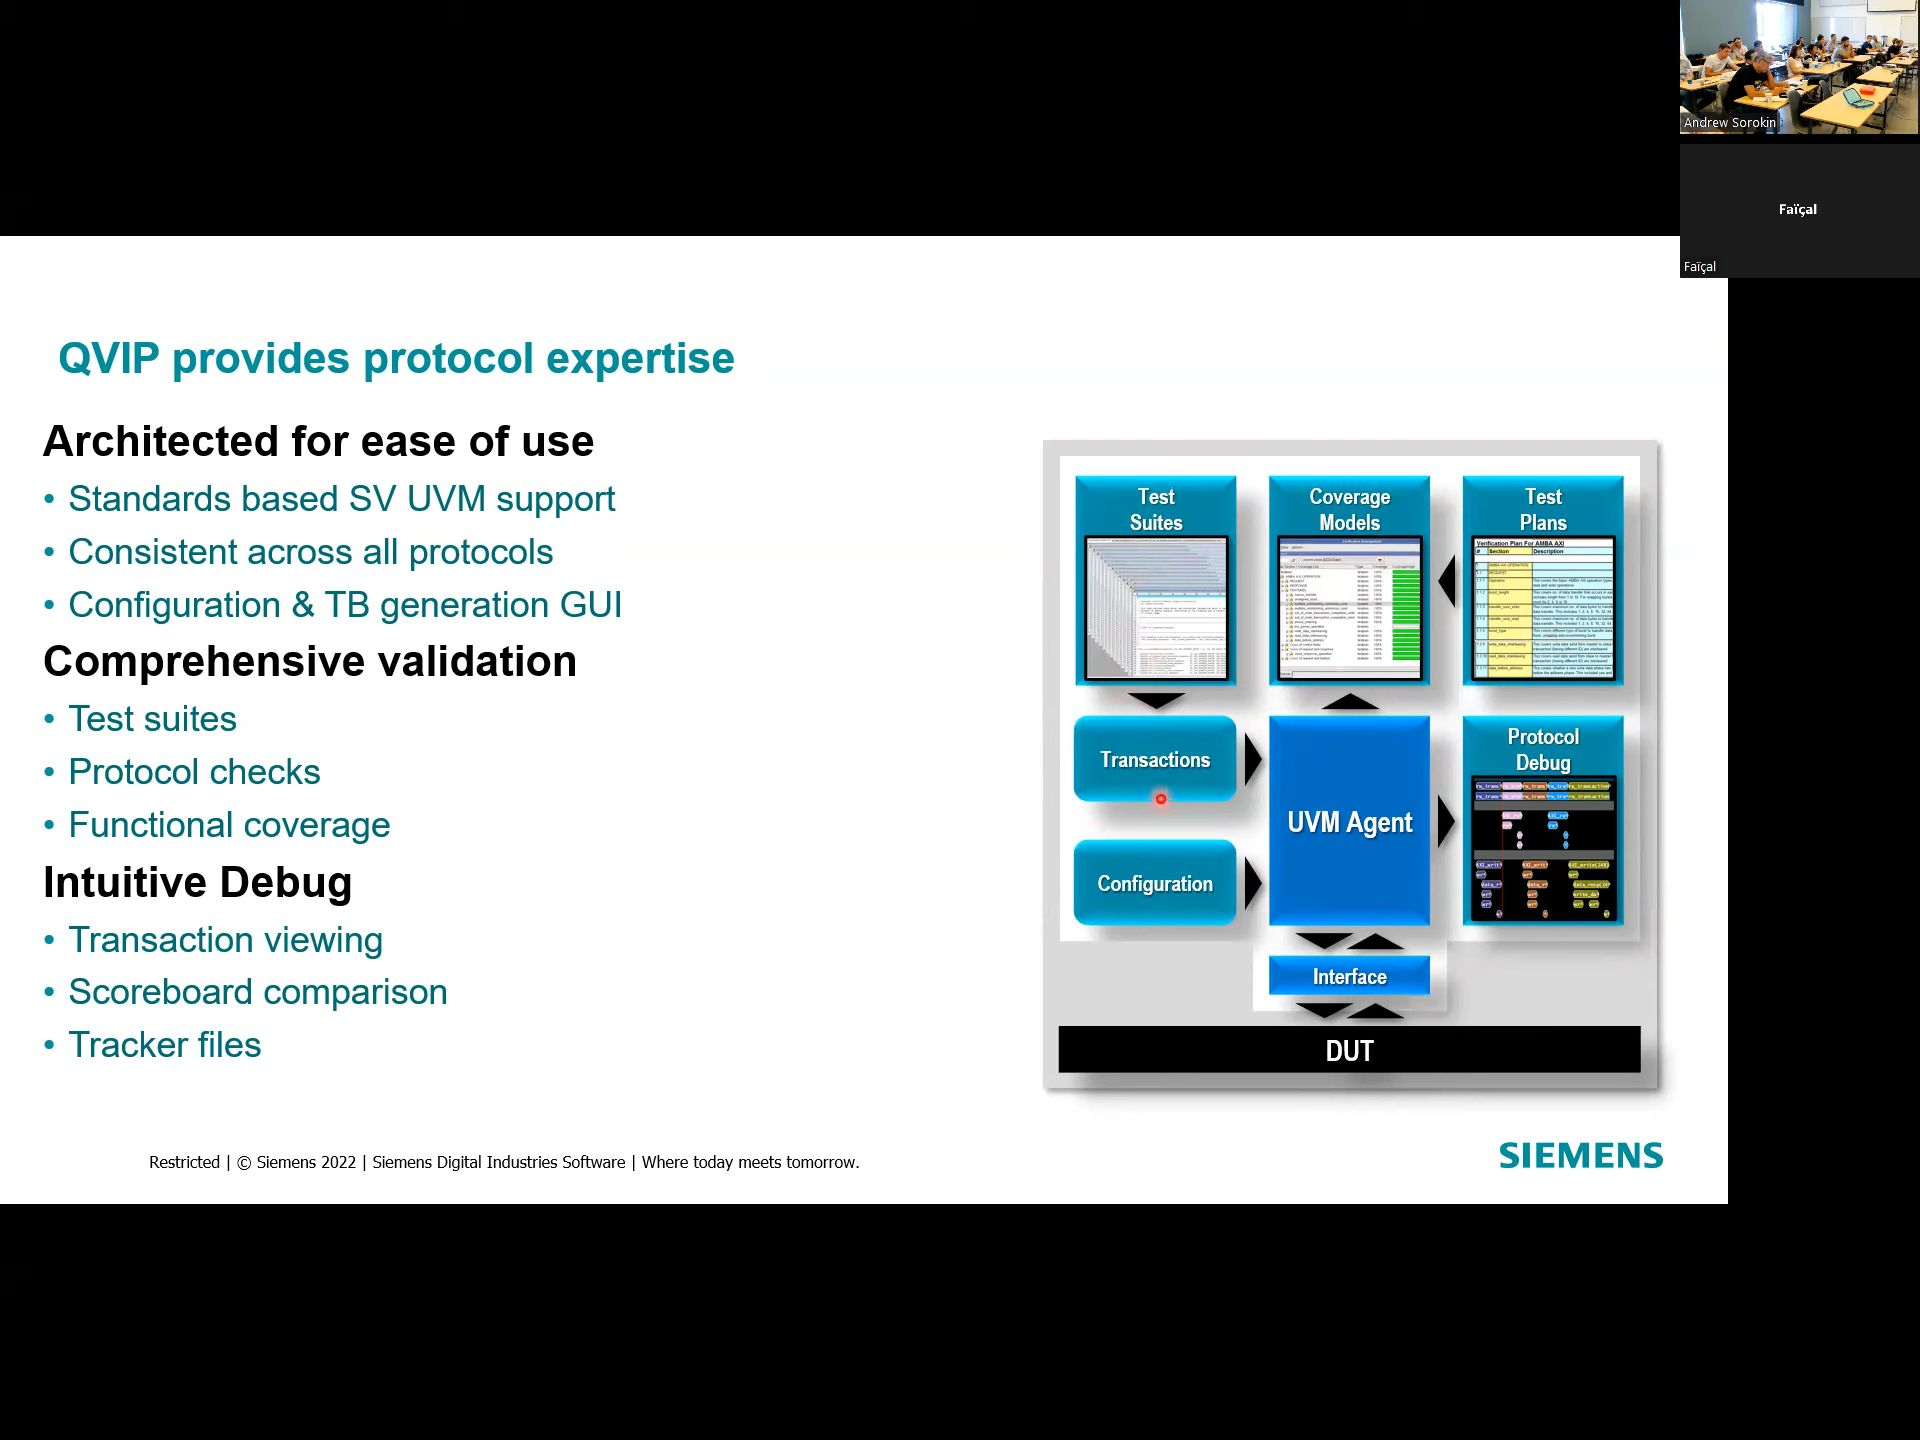 Andrew Sorokin
Faïçal
Faïçal
QVIP provides protocol expertise
Architected for ease of use
• Standards based SV UVM support
• Consistent across all protocols
• Configuration & TB generation GUI
Comprehensive validation
• Test suites
• Protocol checks
• Functional coverage
Intuitive Debug
• Transaction viewing
• Scoreboard comparison
• Tracker files
Test
Suites
Coverage
Models
Test
Plans
Verification Plan For AMBA AXI
# Section Description
Transactions
Configuration
UVM Agent
Protocol
Debug
Interface
DUT
Restricted | © Siemens 2022 | Siemens Digital Industries Software | Where today meets tomorrow.
SIEMENS